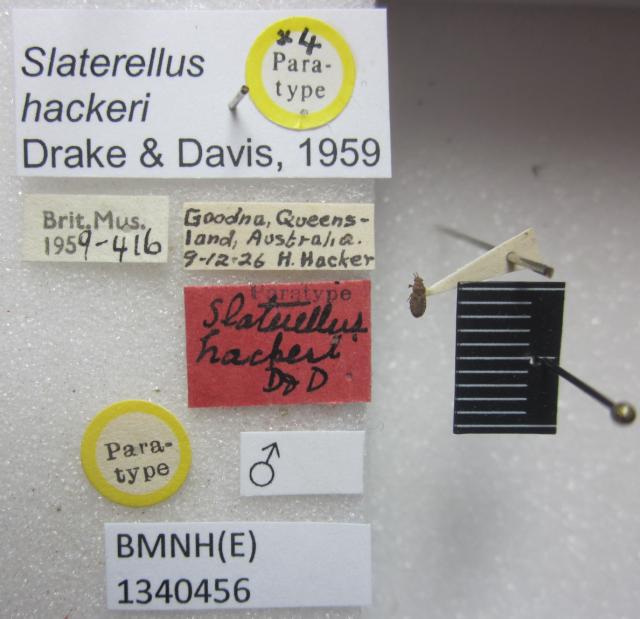 Slaterellus
hackeri
Drake & Davis, 1959
*4
Para-
type
Brit. Mus.
1959-416
Goodna, Queens-
land, Australia.
9-12-26 H. Hacker
Paratype
Slaterellus
hackeri
D & D
Para-
type
♂
BMNH(E)
1340456